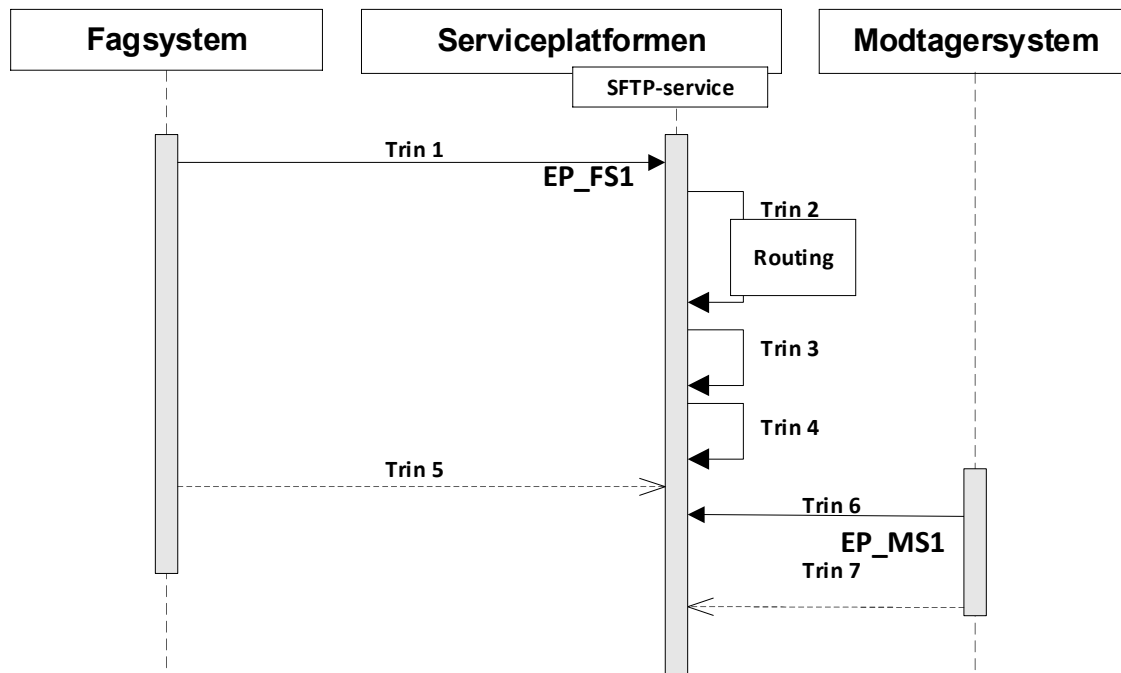 Fagsystem
Serviceplatformen
Modtagersystem
SFTP-service
Trin 1
EP_FS1
Trin 2
Routing
Trin 3
Trin 4
Trin 5
Trin 6
EP_MS1
Trin 7